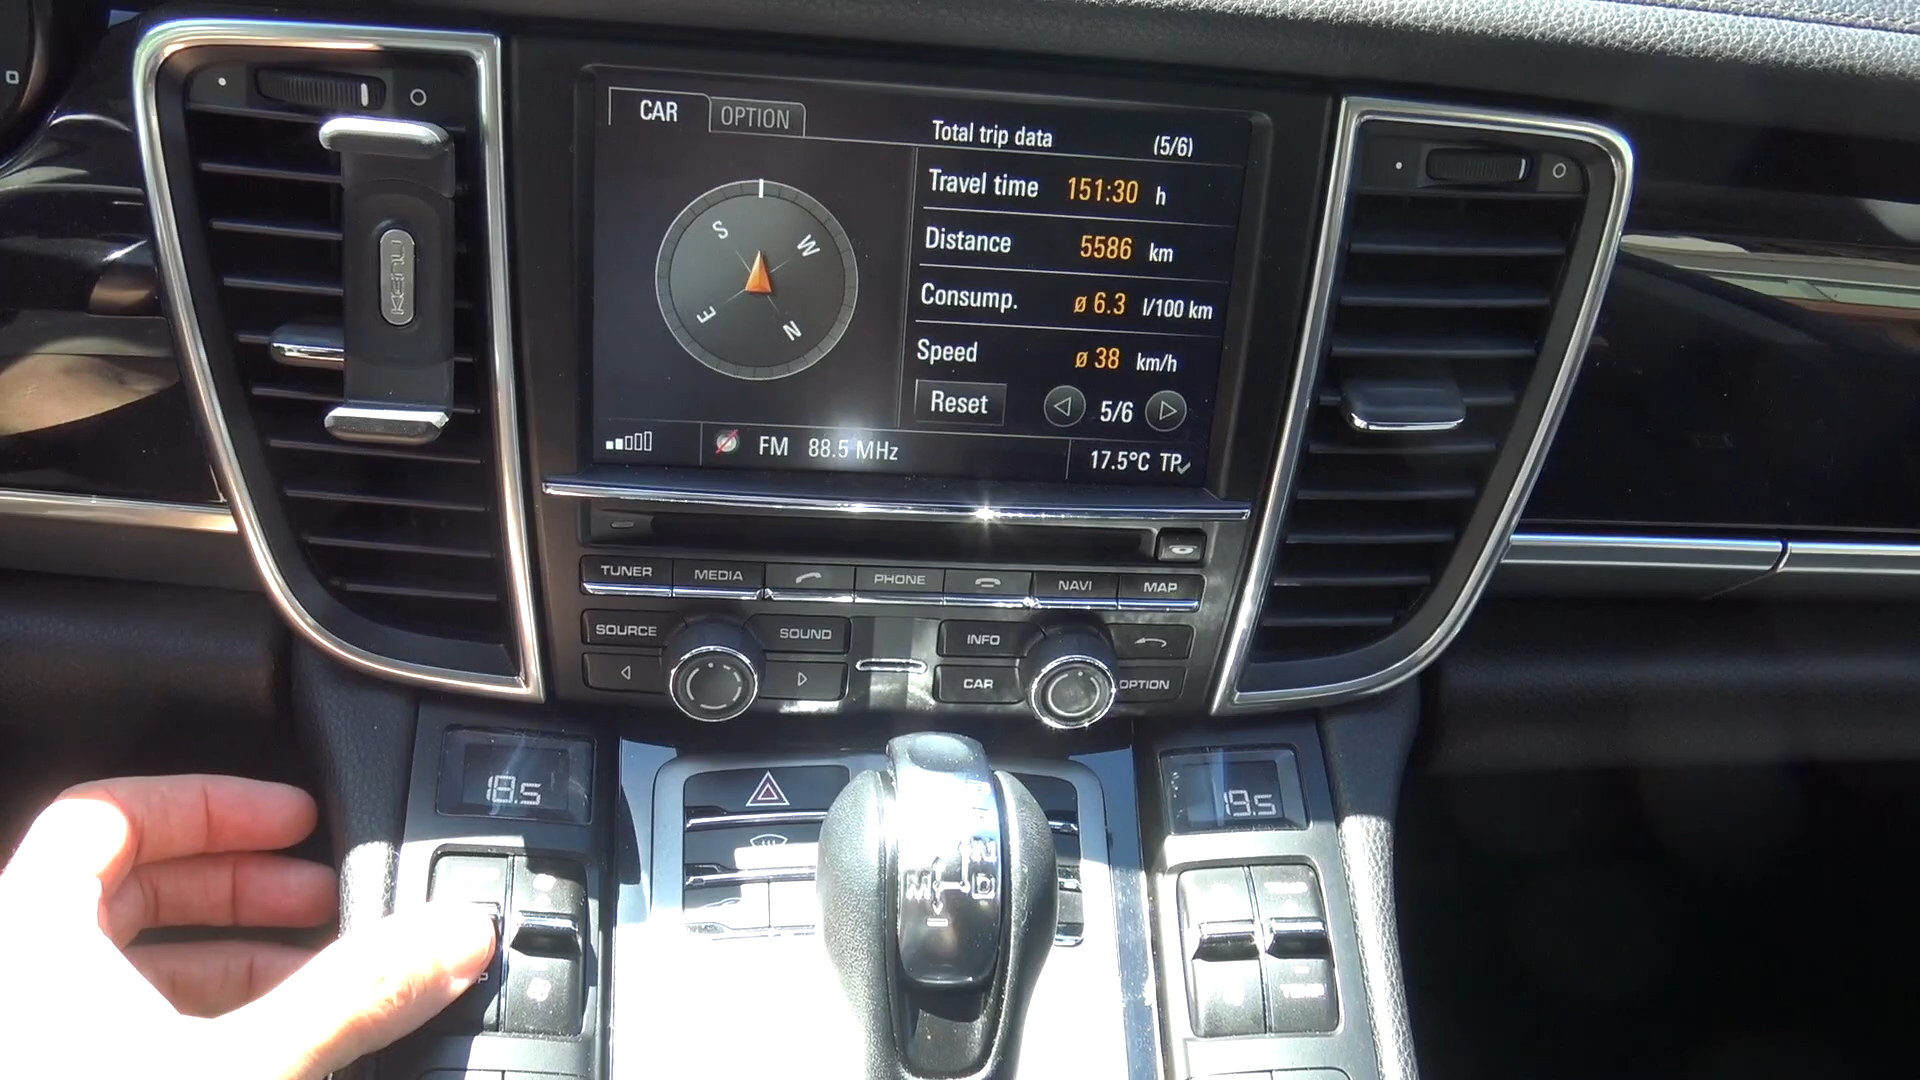 CAR OPTION
Total trip data (5/6)
Travel time 151:30 h
Distance 5586 km
Consump. ø 6.3 l/100 km
Speed ø 38 km/h
Reset 5/6
S W
E N
FM 88.5 MHz 17.5°C TP
KENU
TUNER MEDIA PHONE NAVI MAP
SOURCE SOUND INFO
CAR OPTION
18.5 19.5
M D
TEMP